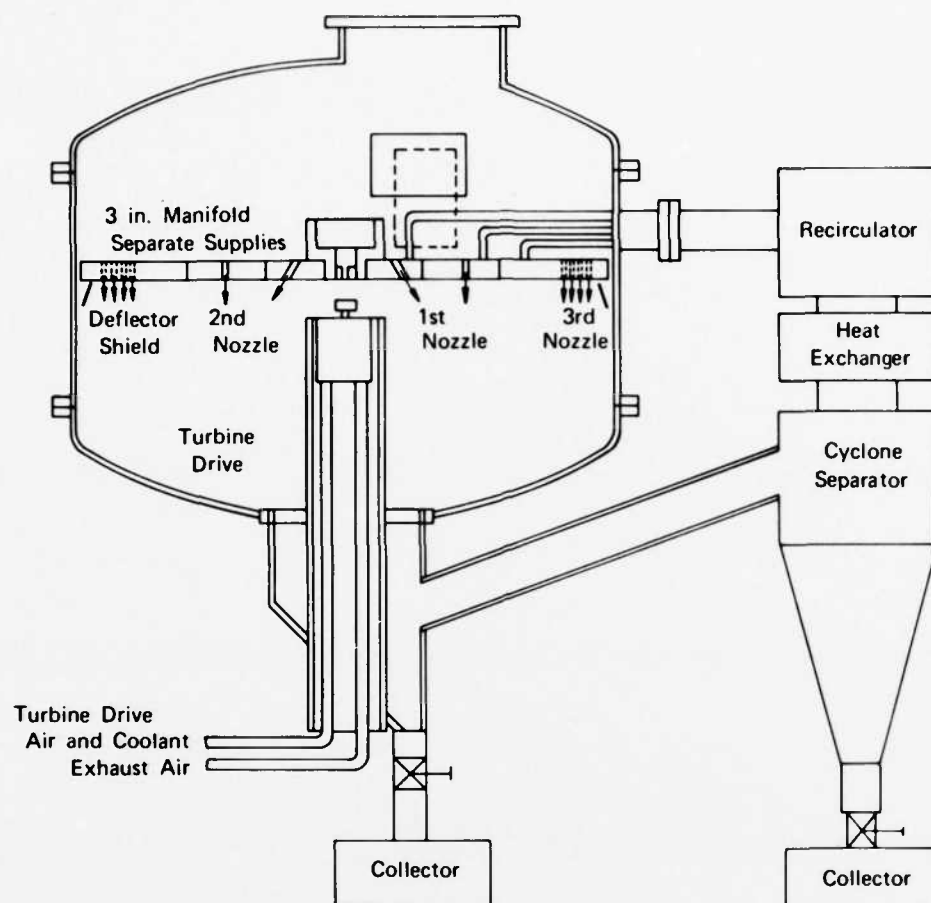 3 in. Manifold
Separate Supplies
Recirculator
Deflector
Shield
2nd
Nozzle
1st
Nozzle
3rd
Nozzle
Heat
Exchanger
Turbine
Drive
Cyclone
Separator
Turbine Drive
Air and Coolant
Exhaust Air
Collector
Collector